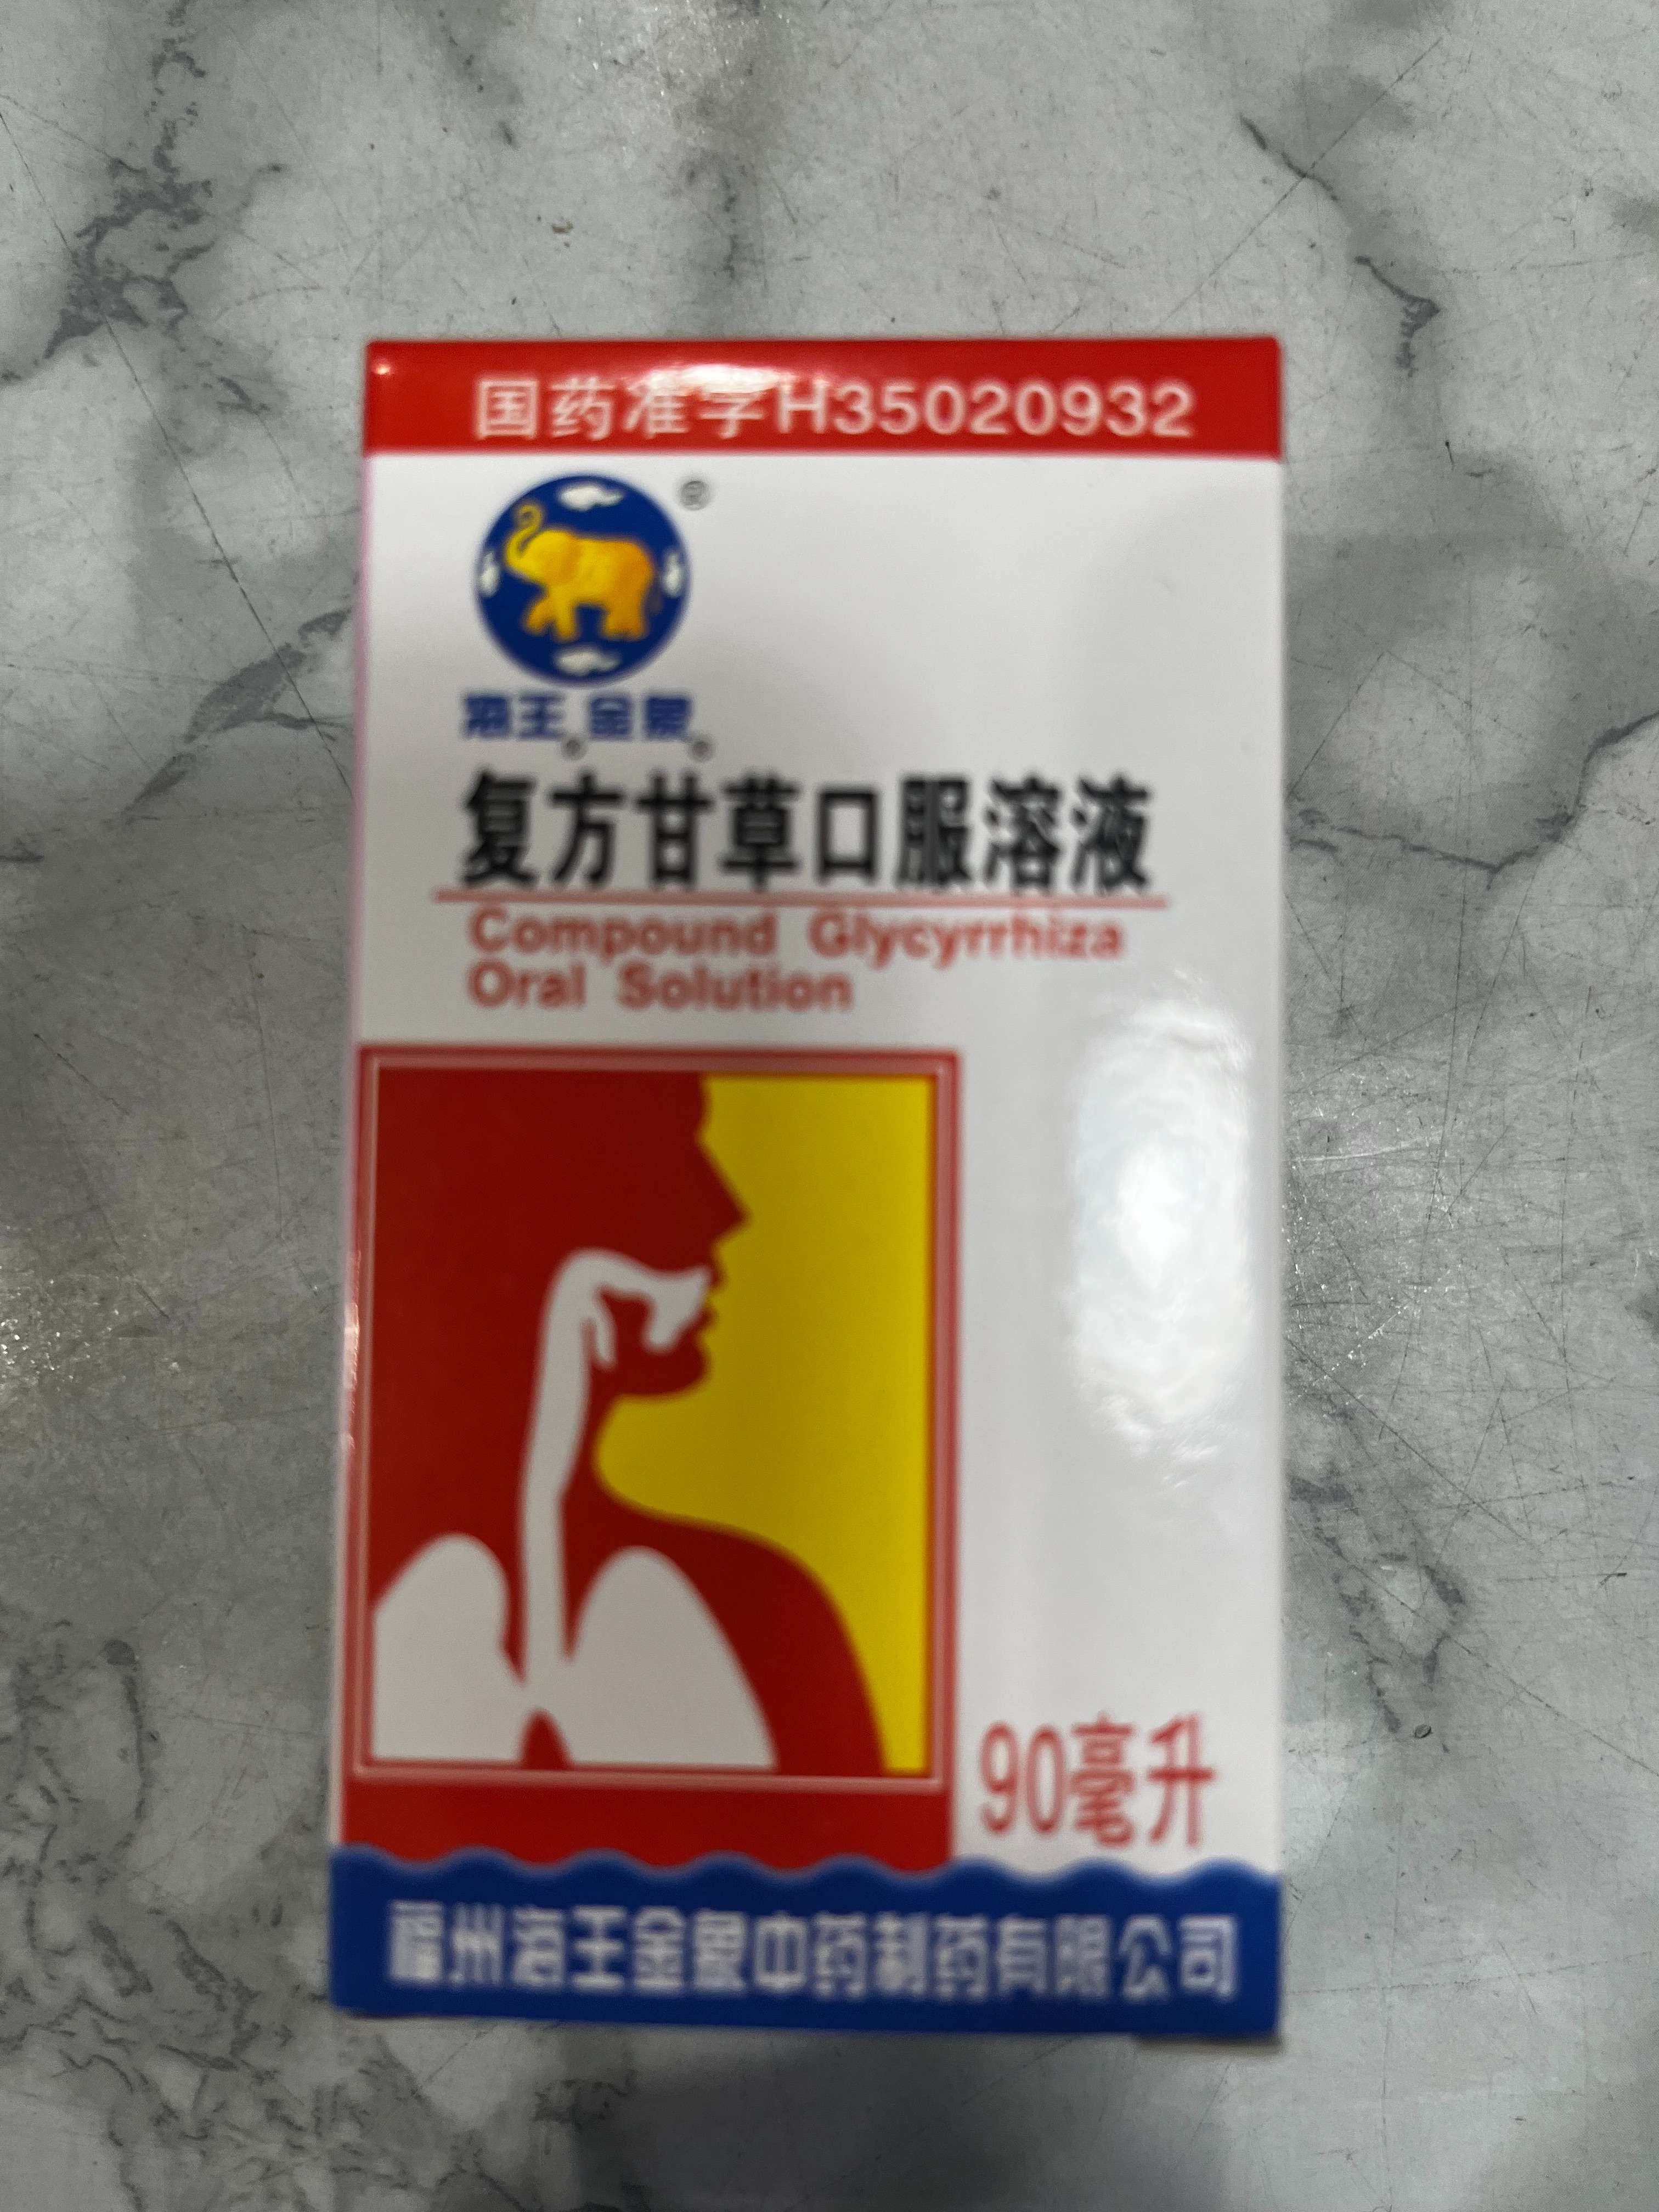 国药准字H35020932
®
海王®金象®
复方甘草口服溶液
Compound Glycyrrhiza
Oral Solution
90毫升
福州海王金象中药制药有限公司